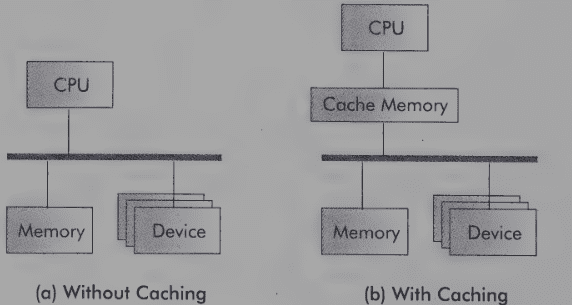 CPU
CPU
Cache Memory
Memory
Device
Memory
Device
(a) Without Caching
(b) With Caching